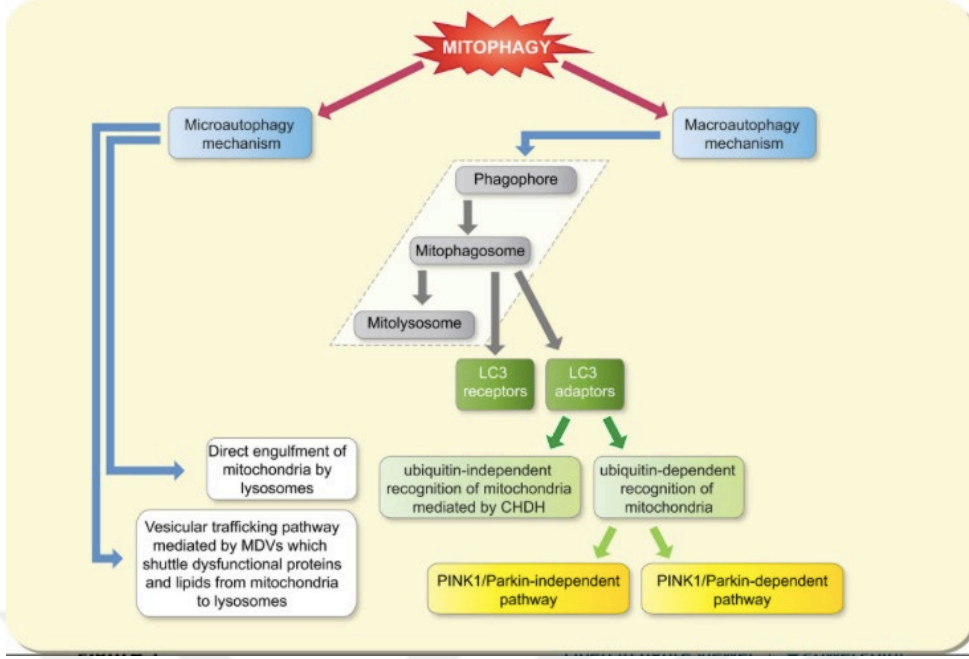 MITOPHAGY
Microautophagy
mechanism
Macroautophagy
mechanism
Phagophore
Mitophagosome
Mitolysosome
LC3
receptors
LC3
adaptors
Direct engulfment of
mitochondria by
lysosomes
ubiquitin-independent
recognition of mitochondria
mediated by CHDH
ubiquitin-dependent
recognition of
mitochondria
Vesicular trafficking pathway
mediated by MDVs which
shuttle dysfunctional proteins
and lipids from mitochondria
to lysosomes
PINK1/Parkin-independent
pathway
PINK1/Parkin-dependent
pathway